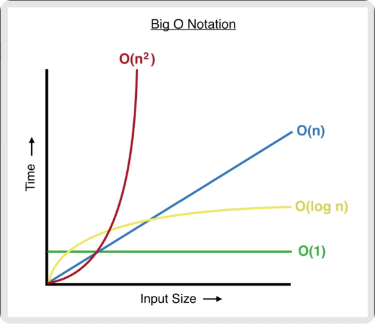 Big O Notation
O(n²)
O(n)
Time →
O(log n)
O(1)
Input Size →